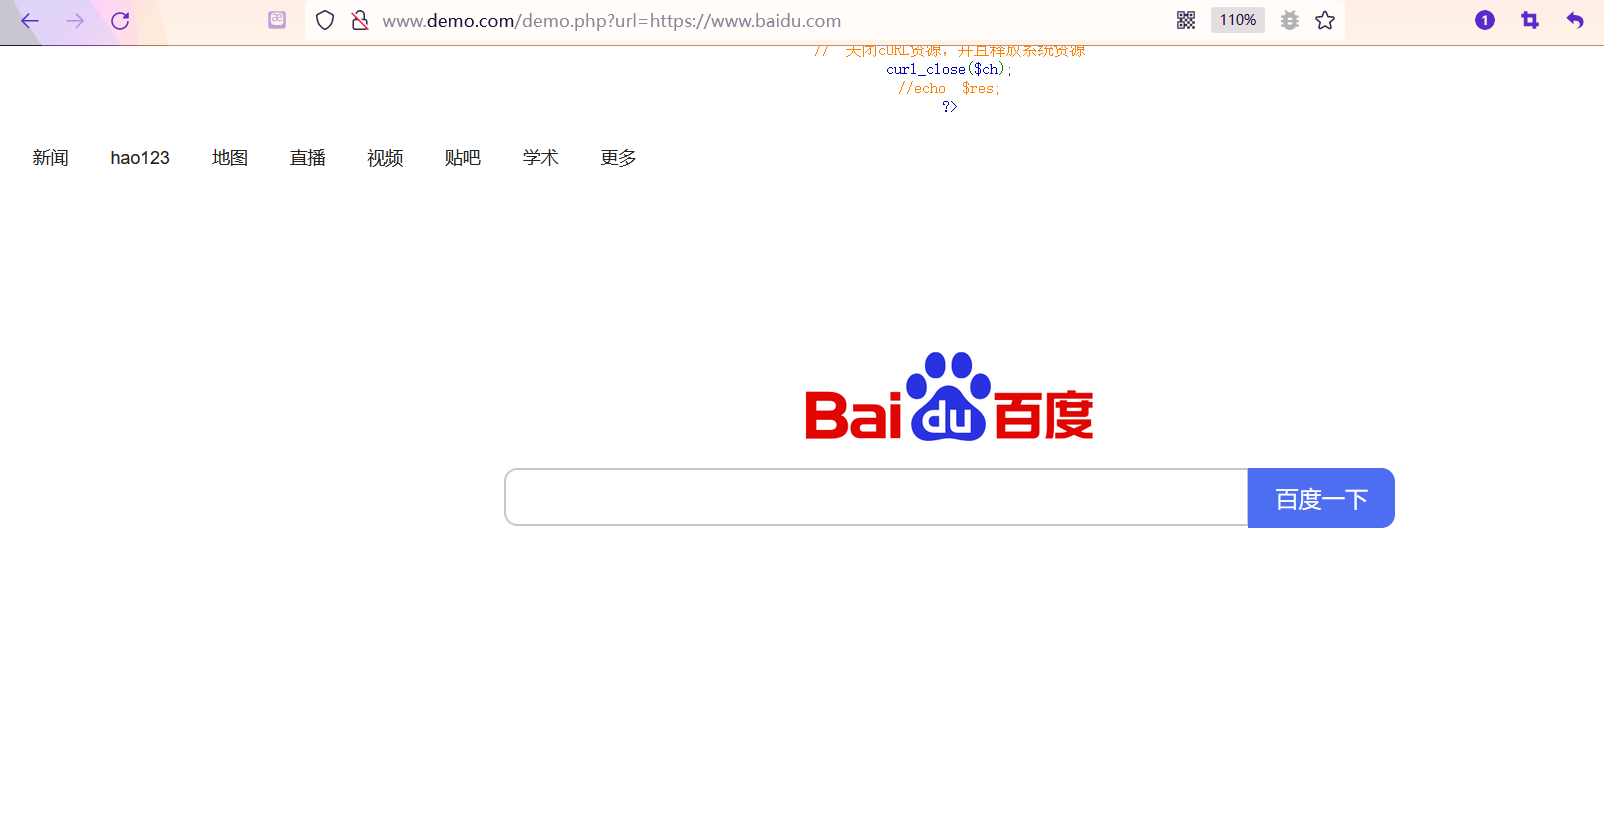 www.demo.com/demo.php?url=https://www.baidu.com
110%
1
// 关闭cURL资源，并且释放系统资源
curl_close($ch);
//echo $res;
?>
新闻 hao123 地图 直播 视频 贴吧 学术 更多
Bai du 百度
百度一下